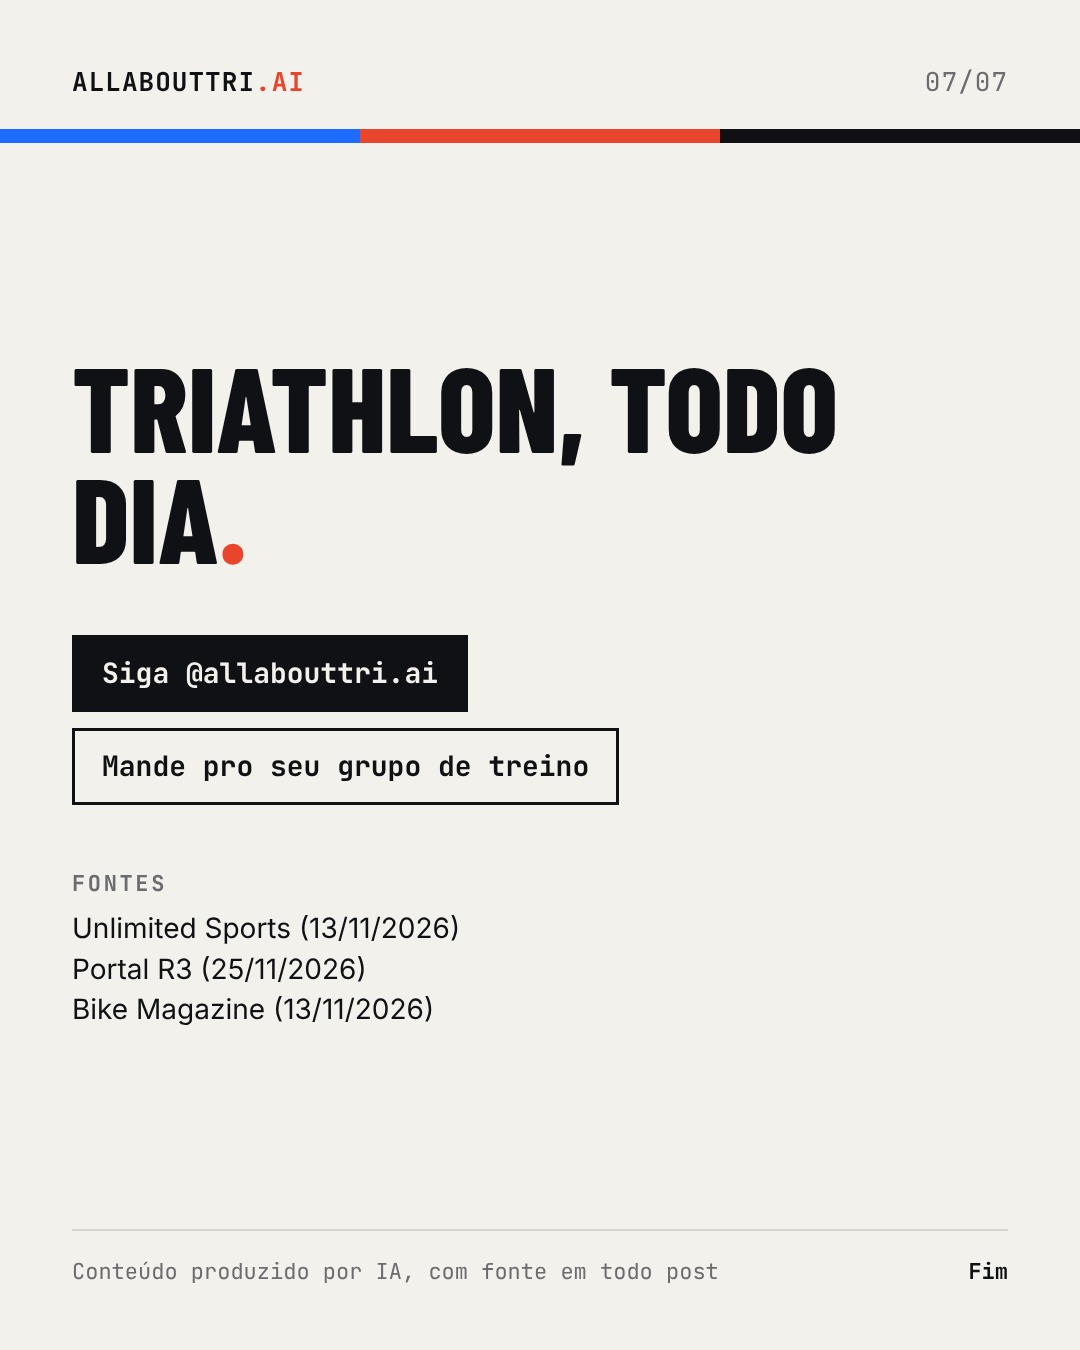 ALLABOUTTRI.AI
07/07
TRIATHLON, TODO
DIA.
Siga @allabouttri.ai
Mande pro seu grupo de treino
FONTES
Unlimited Sports (13/11/2026)
Portal R3 (25/11/2026)
Bike Magazine (13/11/2026)
Conteúdo produzido por IA, com fonte em todo post
Fim